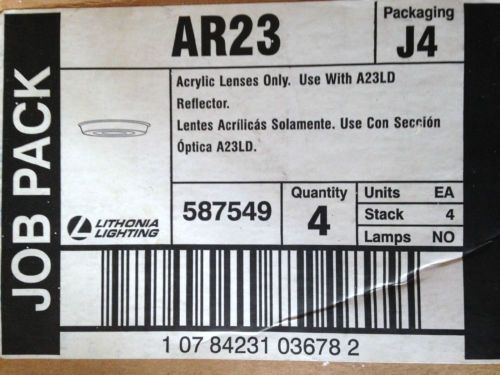 JOB PACK
AR23
Packaging
J4
Acrylic Lenses Only. Use With A23LD
Reflector.
Lentes Acrílicás Solamente. Use Con Sección
Óptica A23LD.
LITHONIA
LIGHTING
587549
Quantity
4
Units EA
Stack 4
Lamps NO
1 07 84231 03678 2